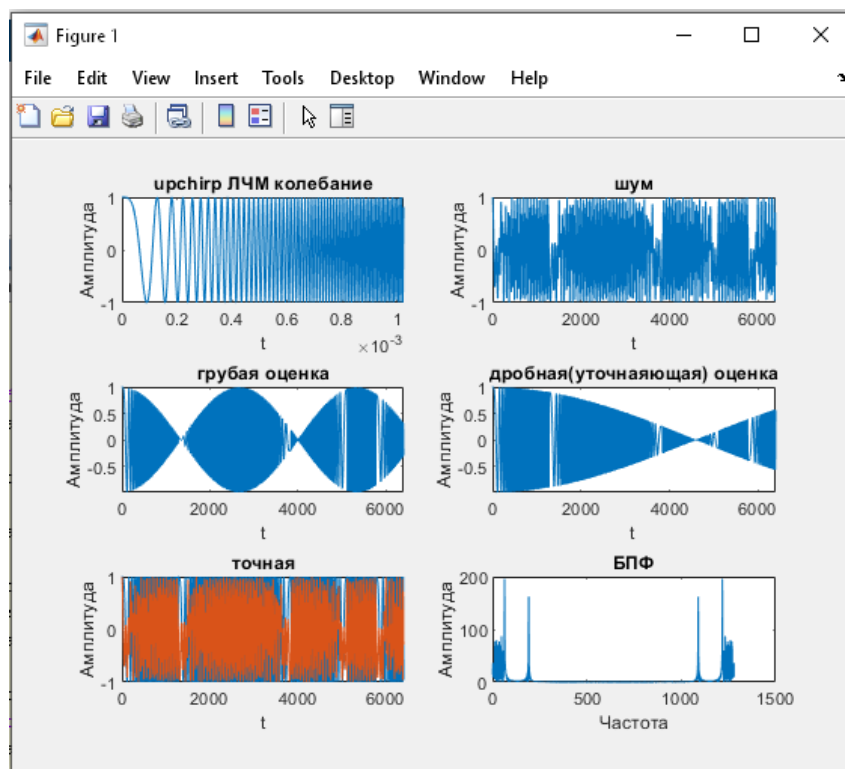 Figure 1
File Edit View Insert Tools Desktop Window Help
upchirp ЛЧМ колебание
Амплитуда
1
0
-1
0 0.2 0.4 0.6 0.8 1
×10⁻³
t
шум
Амплитуда
1
0
-1
0 2000 4000 6000
t
грубая оценка
Амплитуда
1
0.5
0
-0.5
0 2000 4000 6000
t
дробная(уточнаяющая) оценка
Амплитуда
1
0.5
0
-0.5
0 2000 4000 6000
t
точная
Амплитуда
1
0
-1
0 2000 4000 6000
t
БПФ
Амплитуда
200
100
0
0 500 1000 1500
Частота